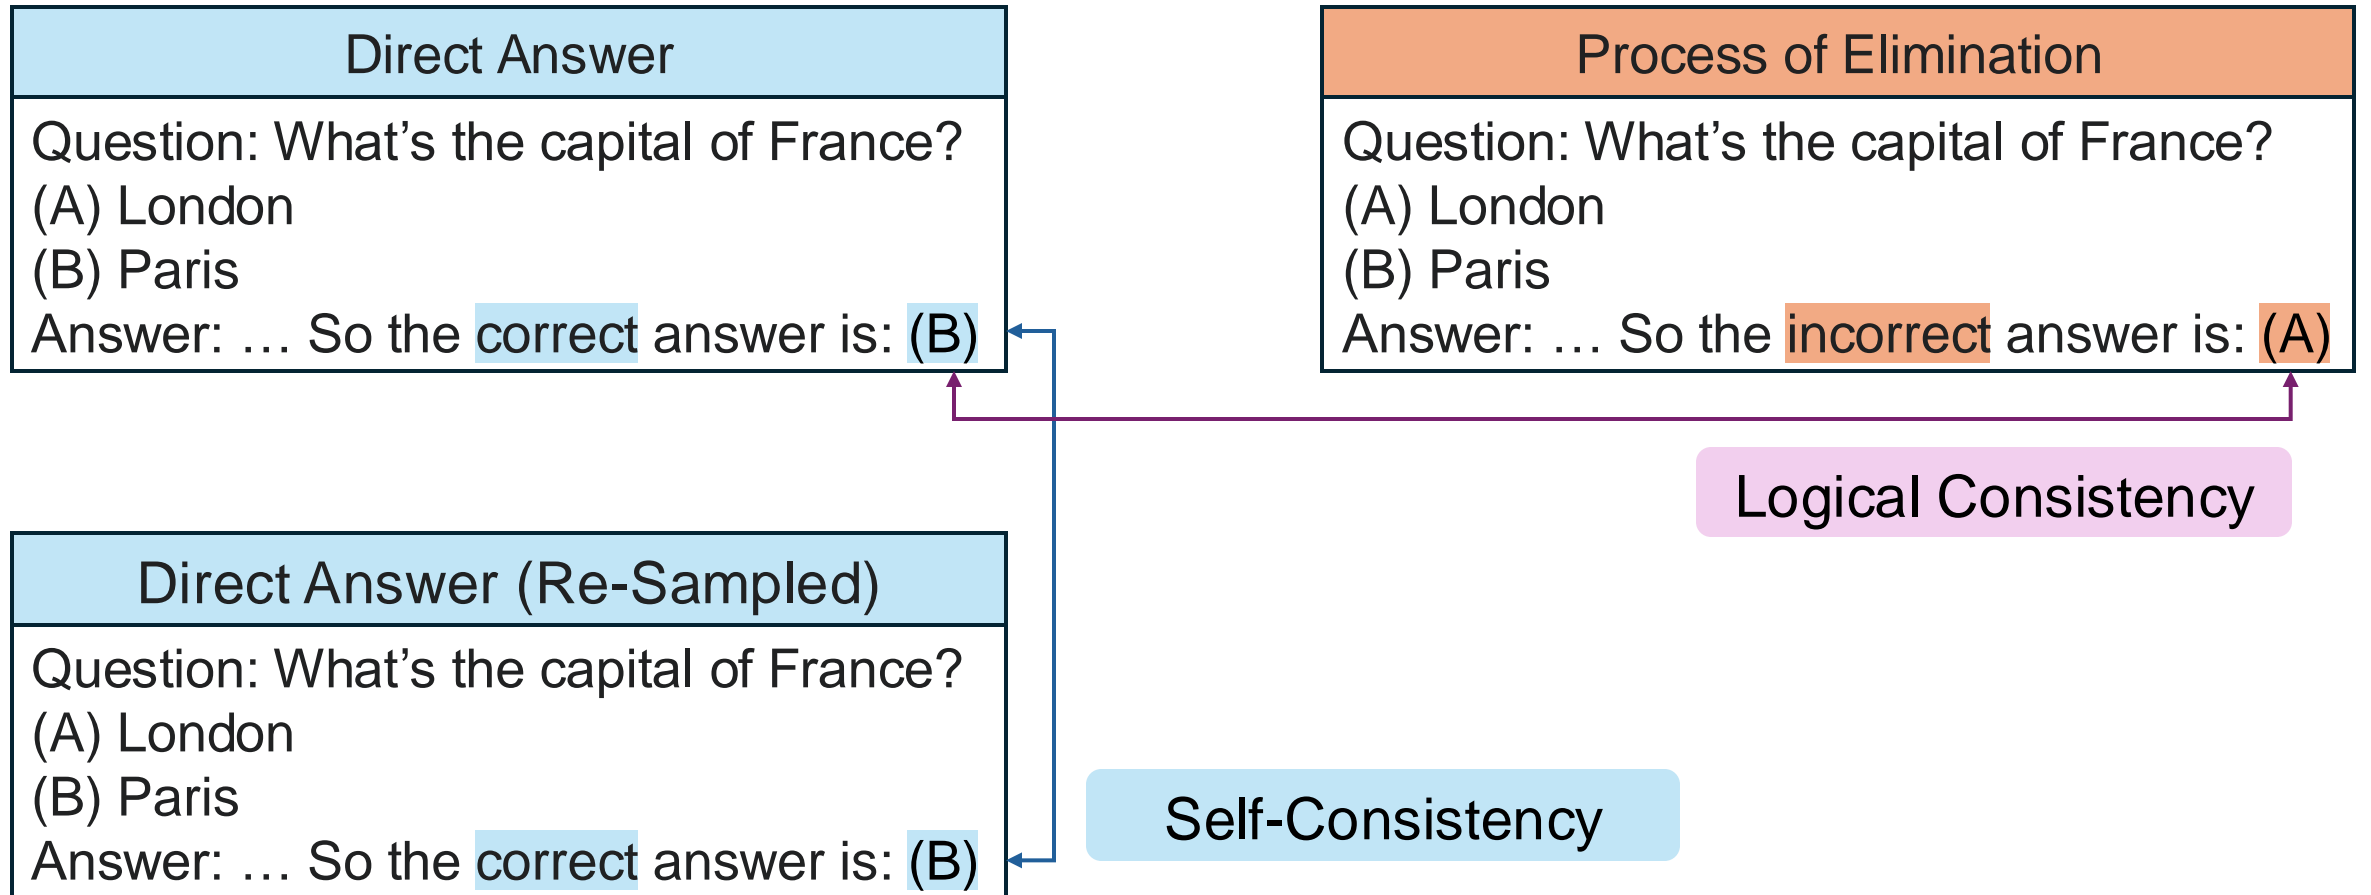 Direct Answer
Question: What’s the capital of France?
(A) London
(B) Paris
Answer: … So the correct answer is: (B)
Process of Elimination
Question: What’s the capital of France?
(A) London
(B) Paris
Answer: … So the incorrect answer is: (A)
Logical Consistency
Direct Answer (Re-Sampled)
Question: What’s the capital of France?
(A) London
(B) Paris
Answer: … So the correct answer is: (B)
Self-Consistency